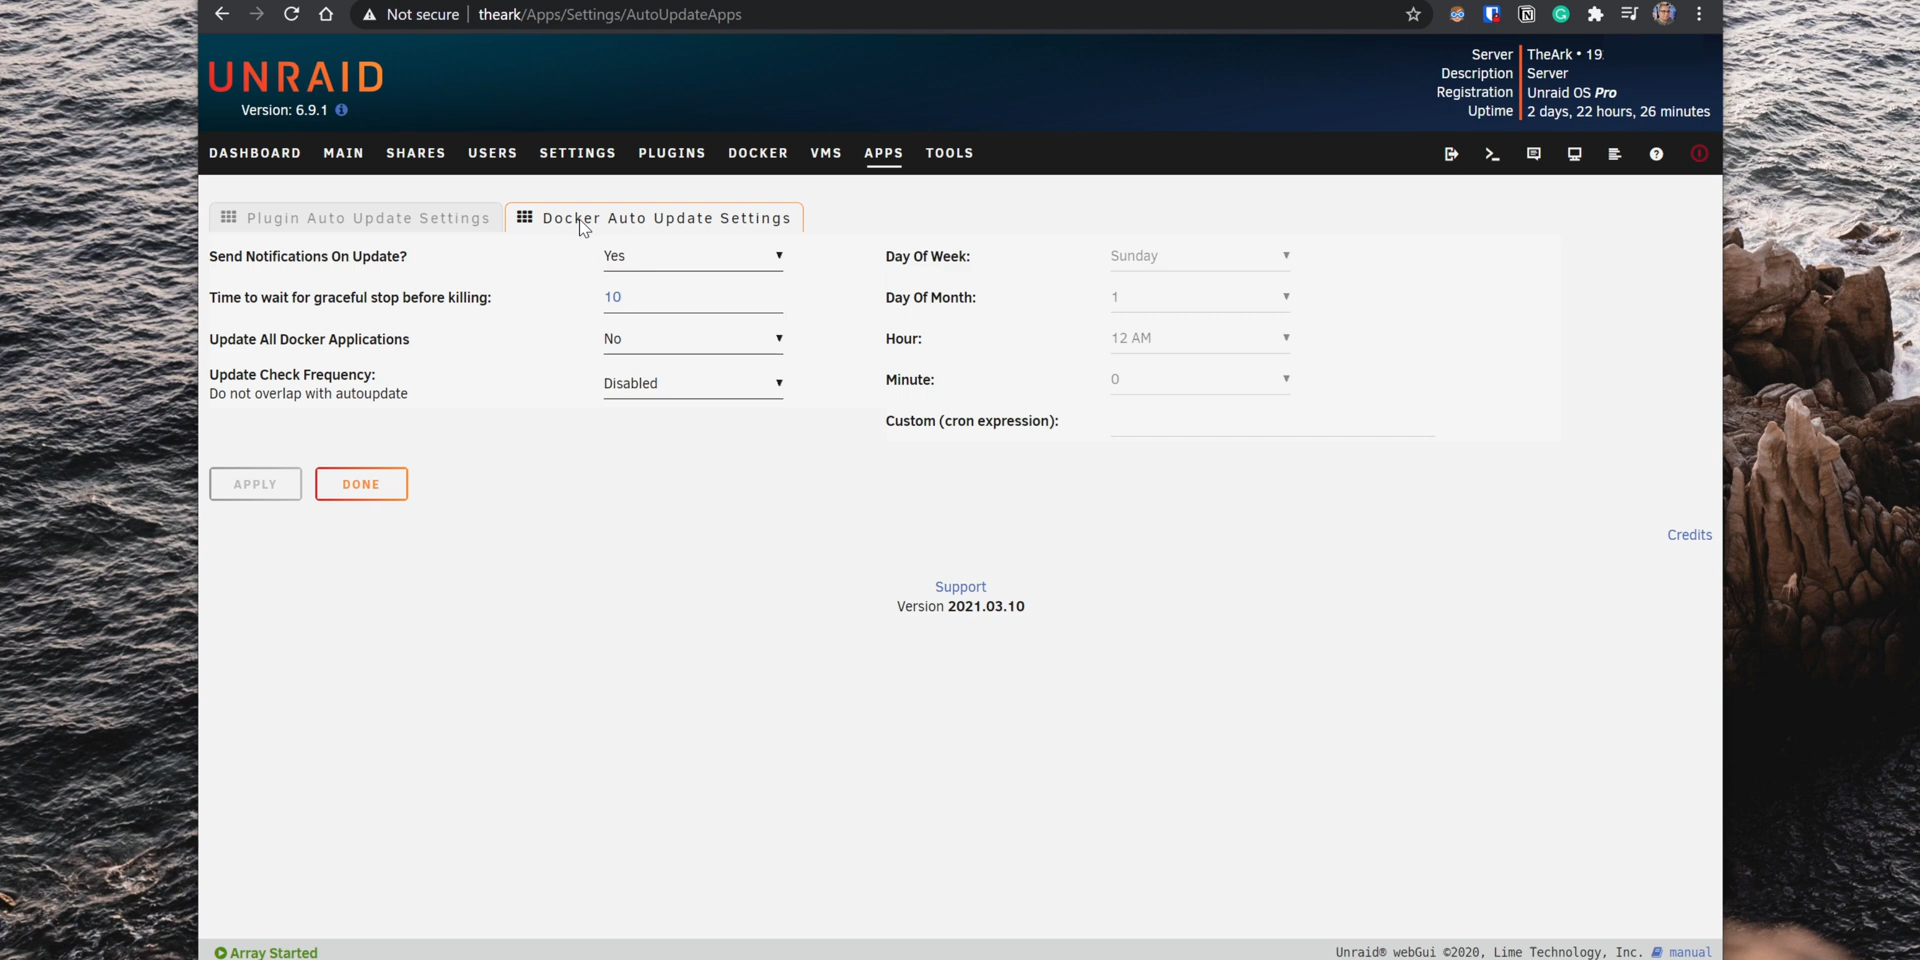 Not secure | theark/Apps/Settings/AutoUpdateApps
UNRAID
Version: 6.9.1
Server TheArk • 19.
Description Server
Registration Unraid OS Pro
Uptime 2 days, 22 hours, 26 minutes
DASHBOARD MAIN SHARES USERS SETTINGS PLUGINS DOCKER VMS APPS TOOLS
Plugin Auto Update Settings Docker Auto Update Settings
Send Notifications On Update? Yes
Time to wait for graceful stop before killing: 10
Update All Docker Applications No
Update Check Frequency: Disabled
Do not overlap with autoupdate
Day Of Week: Sunday
Day Of Month: 1
Hour: 12 AM
Minute: 0
Custom (cron expression):
APPLY DONE
Credits
Support
Version 2021.03.10
Array Started
Unraid® webGui ©2020, Lime Technology, Inc. manual